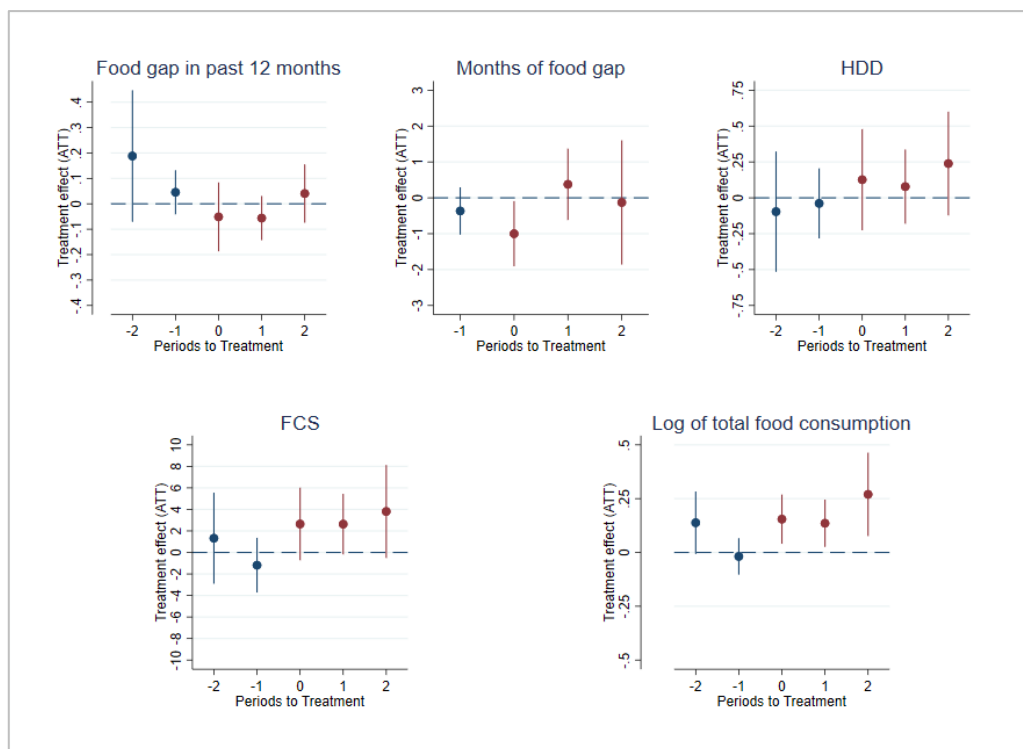 Food gap in past 12 months
Treatment effect (ATT)
.4
.3
.2
.1
0
-.1
-.2
-.3
-.4
-2 -1 0 1 2
Periods to Treatment
Months of food gap
Treatment effect (ATT)
3
2
1
0
-1
-2
-3
-1 0 1 2
Periods to Treatment
HDD
Treatment effect (ATT)
.75
.5
.25
0
-.25
-.5
-.75
-2 -1 0 1 2
Periods to Treatment
FCS
Treatment effect (ATT)
10
8
6
4
2
0
-2
-4
-6
-8
-10
-2 -1 0 1 2
Periods to Treatment
Log of total food consumption
Treatment effect (ATT)
.5
.25
0
-.25
-.5
-2 -1 0 1 2
Periods to Treatment